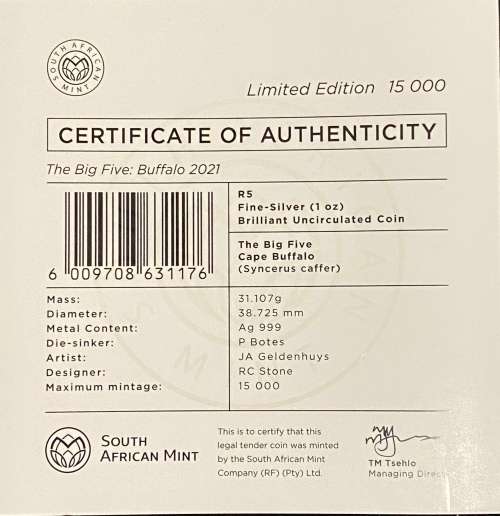 SOUTH AFRICAN MINT
Limited Edition 15 000
CERTIFICATE OF AUTHENTICITY
The Big Five: Buffalo 2021
R5
Fine-Silver (1 oz)
Brilliant Uncirculated Coin
The Big Five
Cape Buffalo
(Syncerus caffer)
6 009708 631176
Mass: 31.107g
Diameter: 38.725 mm
Metal Content: Ag 999
Die-sinker: P Botes
Artist: JA Geldenhuys
Designer: RC Stone
Maximum mintage: 15 000
SOUTH
AFRICAN MINT
This is to certify that this
legal tender coin was minted
by the South African Mint
Company (RF) (Pty) Ltd.
TM Tsehlo
Managing Direc